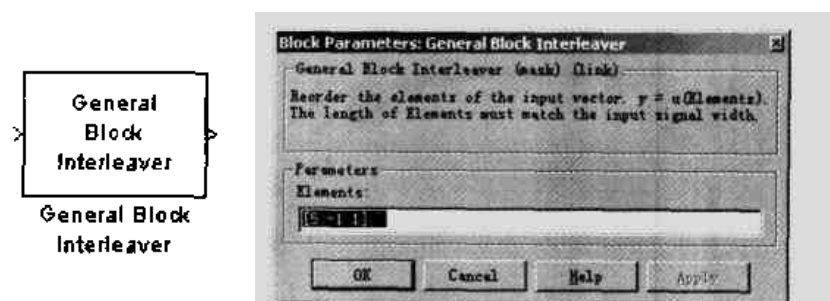 General
Block
Interleaver
General Block
Interleaver
Block Parameters: General Block Interleaver
General Block Interleaver (mask) (link)
Reorder the elements of the input vector. y = u(Elements).
The length of Elements must match the input signal width.
Parameters
Elements:
OK
Cancel
Help
Apply